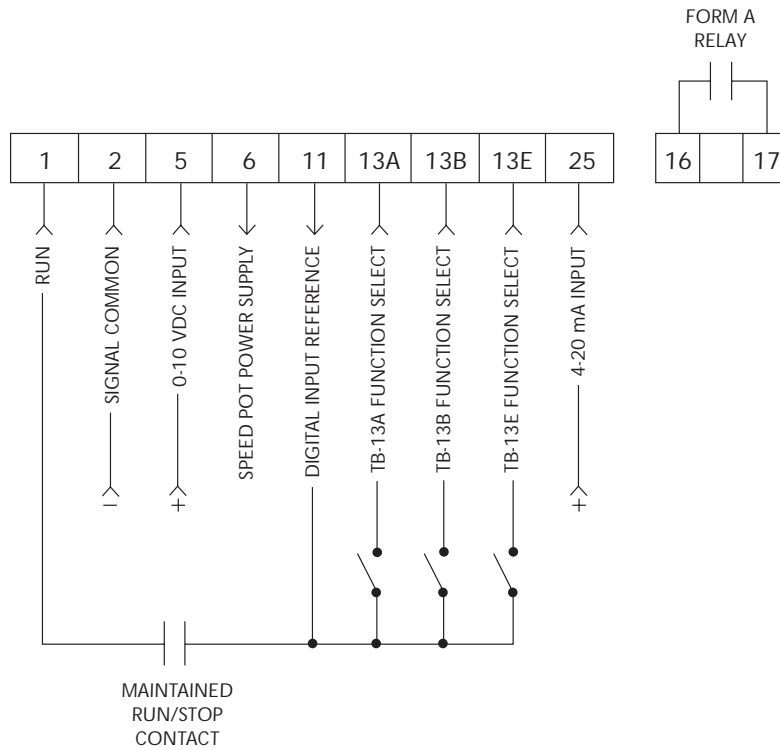 FORM A
RELAY
1 2 5 6 11 13A 13B 13E 25 16 17
RUN
SIGNAL COMMON
0-10 VDC INPUT
SPEED POT POWER SUPPLY
DIGITAL INPUT REFERENCE
TB-13A FUNCTION SELECT
TB-13B FUNCTION SELECT
TB-13E FUNCTION SELECT
4-20 mA INPUT
– + +
MAINTAINED
RUN/STOP
CONTACT